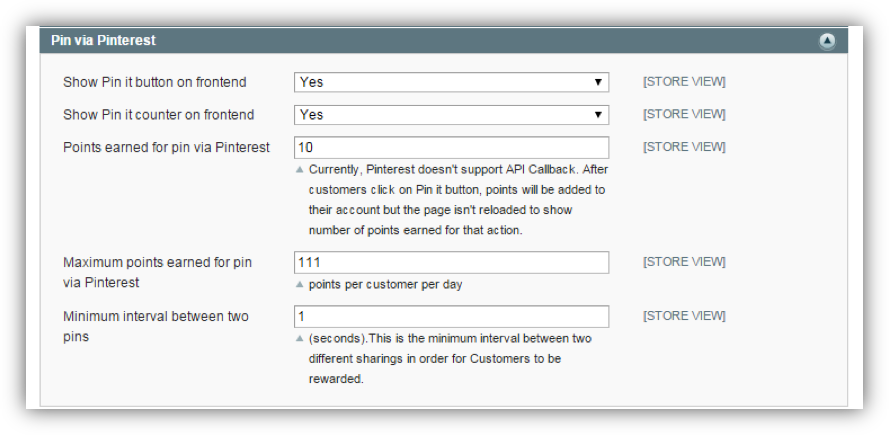 Pin via Pinterest
Show Pin it button on frontend Yes [STORE VIEW]
Show Pin it counter on frontend Yes [STORE VIEW]
Points earned for pin via Pinterest 10 [STORE VIEW]
Currently, Pinterest doesn't support API Callback. After
customers click on Pin it button, points will be added to
their account but the page isn't reloaded to show
number of points earned for that action.
Maximum points earned for pin 111 [STORE VIEW]
via Pinterest
points per customer per day
Minimum interval between two 1 [STORE VIEW]
pins
(seconds).This is the minimum interval between two
different sharings in order for Customers to be
rewarded.